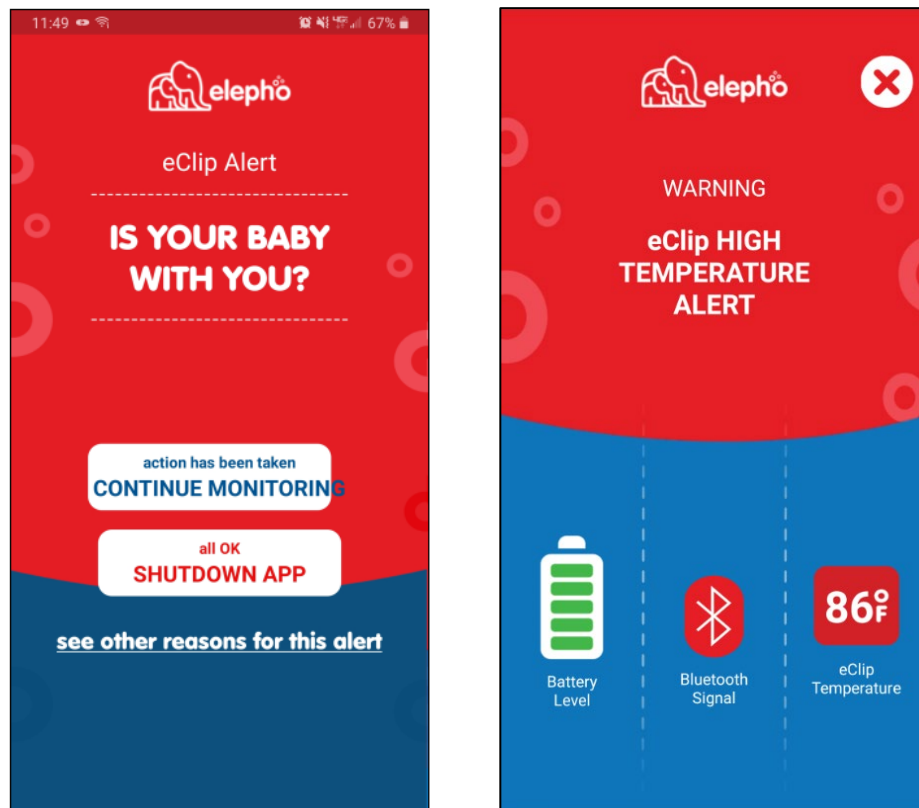 11:49
67%
elepho
eClip Alert
IS YOUR BABY
WITH YOU?
action has been taken
CONTINUE MONITORING
all OK
SHUTDOWN APP
see other reasons for this alert
elepho
WARNING
eClip HIGH
TEMPERATURE
ALERT
86°F
Battery
Level
Bluetooth
Signal
eClip
Temperature